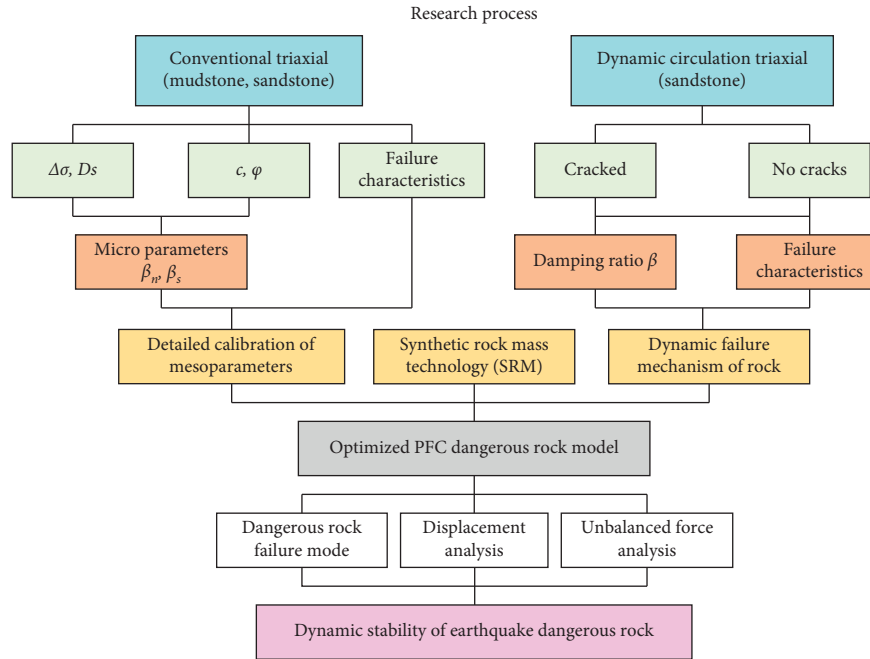 Research process
Conventional triaxial
(mudstone, sandstone)
Dynamic circulation triaxial
(sandstone)
Δσ, Ds
c, φ
Failure
characteristics
Cracked
No cracks
Micro parameters
βn, βs
Damping ratio β
Failure
characteristics
Detailed calibration of
mesoparameters
Synthetic rock mass
technology (SRM)
Dynamic failure
mechanism of rock
Optimized PFC dangerous rock model
Dangerous rock
failure mode
Displacement
analysis
Unbalanced force
analysis
Dynamic stability of earthquake dangerous rock